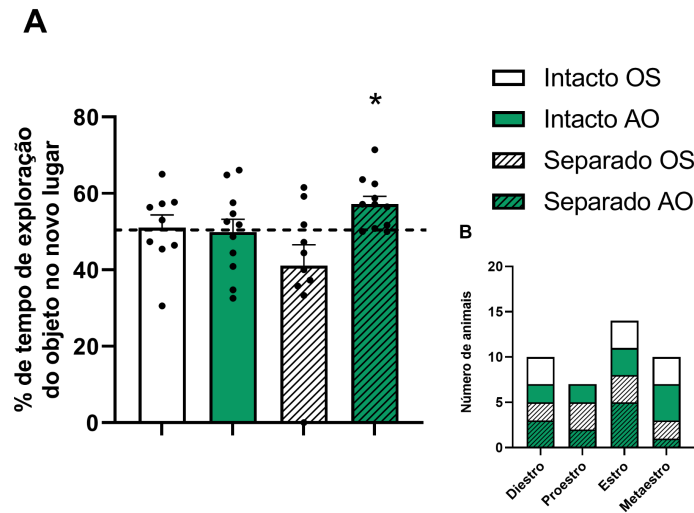 A
% de tempo de exploração
do objeto no novo lugar
80
60
40
20
0
*
Intacto OS
Intacto AO
Separado OS
Separado AO
B
Número de animais
20
15
10
5
0
Diestro
Proestro
Estro
Metaestro